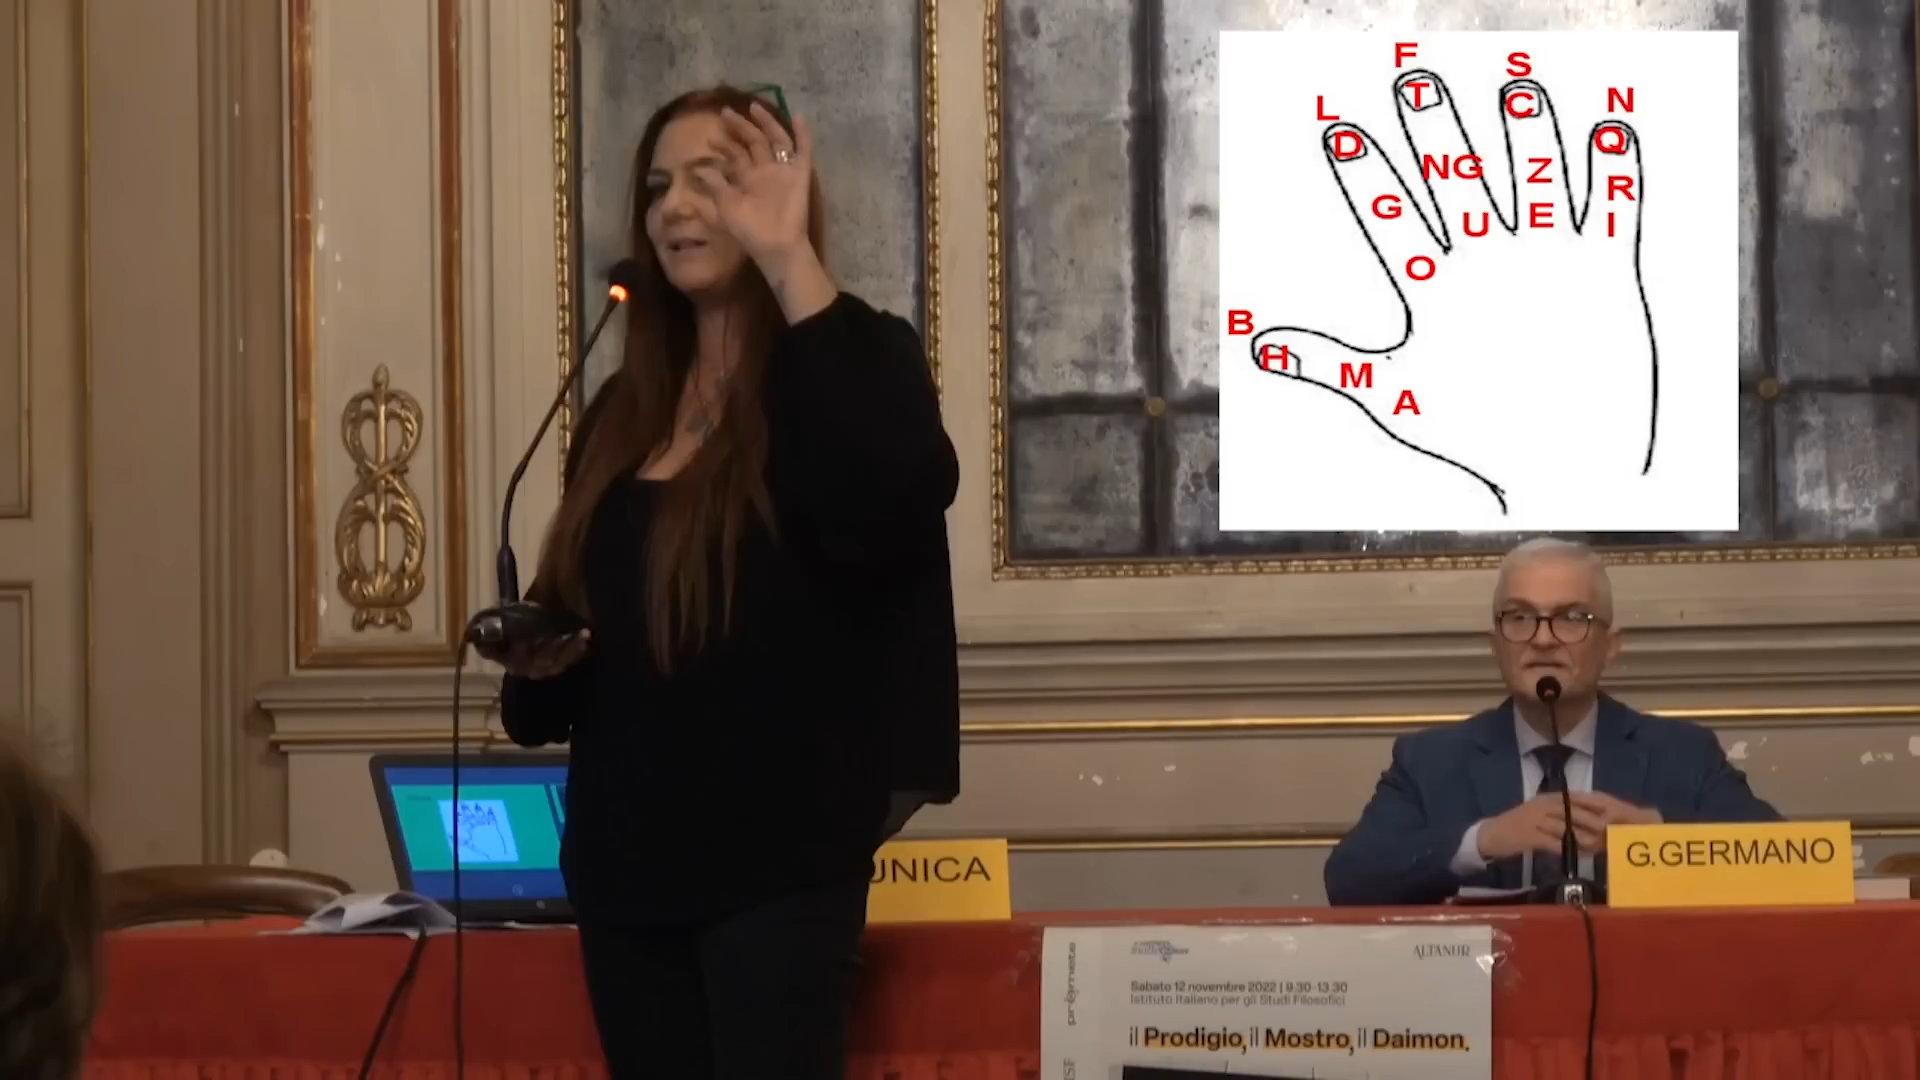 F
S
L
T
C
N
D
Q
NG
Z
R
G
U
E
I
O
B
H
M
A
UNICA
G.GERMANO
ALTANUR
Sabato 12 novembre 2022 | 9.30-13.30
Istituto Italiano per gli Studi Filosofici
il Prodigio, il Mostro, il Daimon.